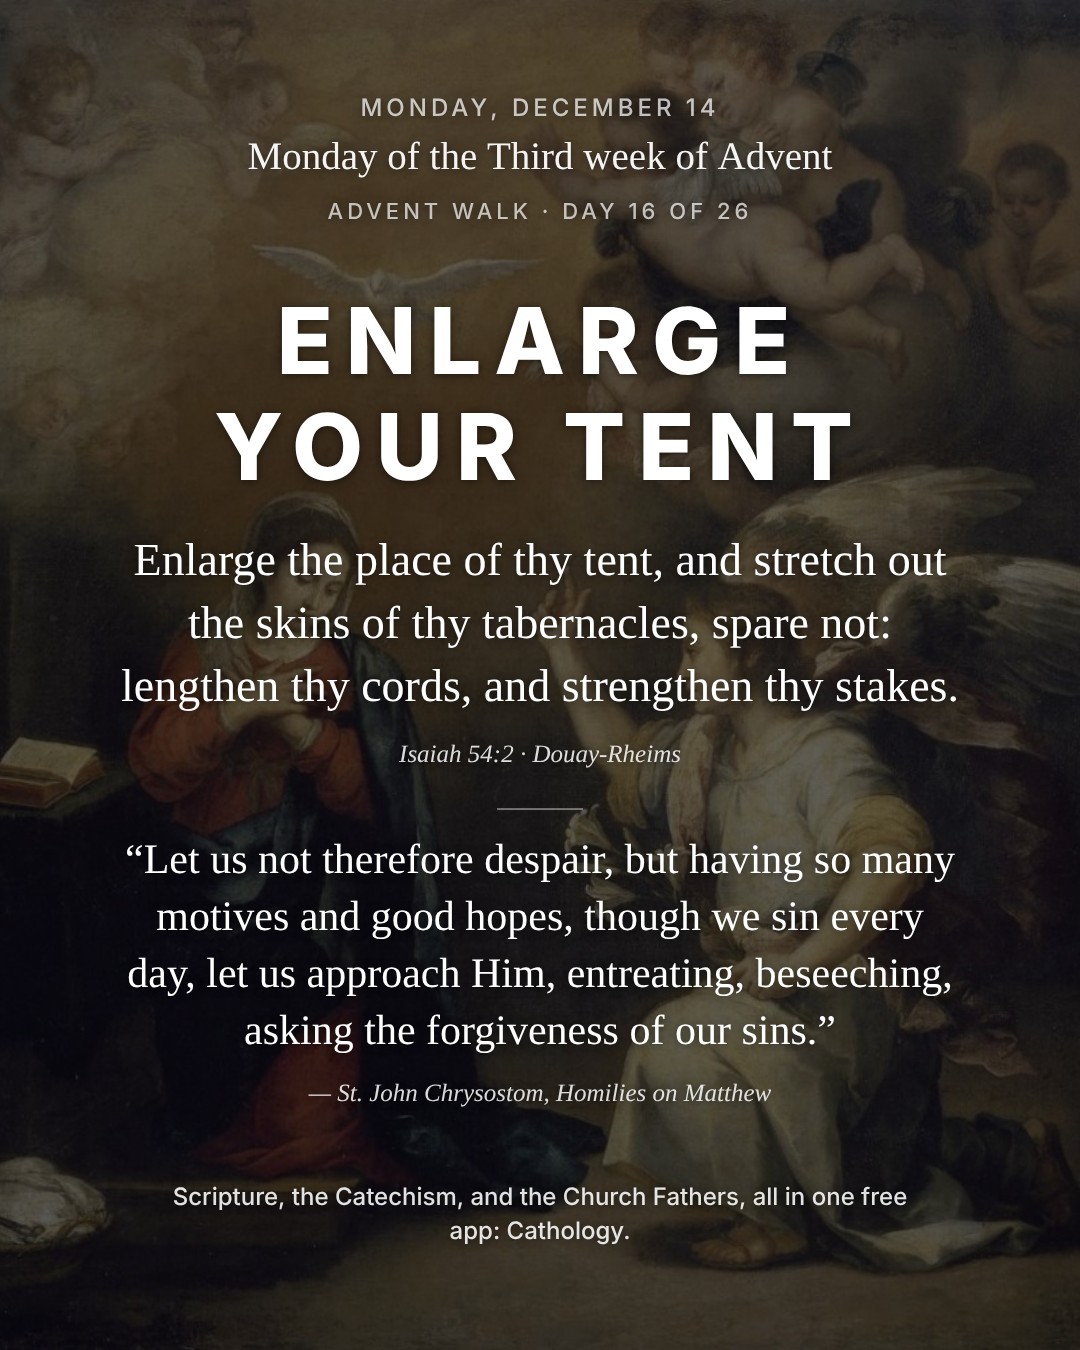 MONDAY, DECEMBER 14
Monday of the Third week of Advent
ADVENT WALK · DAY 16 OF 26
ENLARGE
YOUR TENT
Enlarge the place of thy tent, and stretch out
the skins of thy tabernacles, spare not:
lengthen thy cords, and strengthen thy stakes.
Isaiah 54:2 · Douay-Rheims
“Let us not therefore despair, but having so many
motives and good hopes, though we sin every
day, let us approach Him, entreating, beseeching,
asking the forgiveness of our sins.”
— St. John Chrysostom, Homilies on Matthew
Scripture, the Catechism, and the Church Fathers, all in one free
app: Cathology.